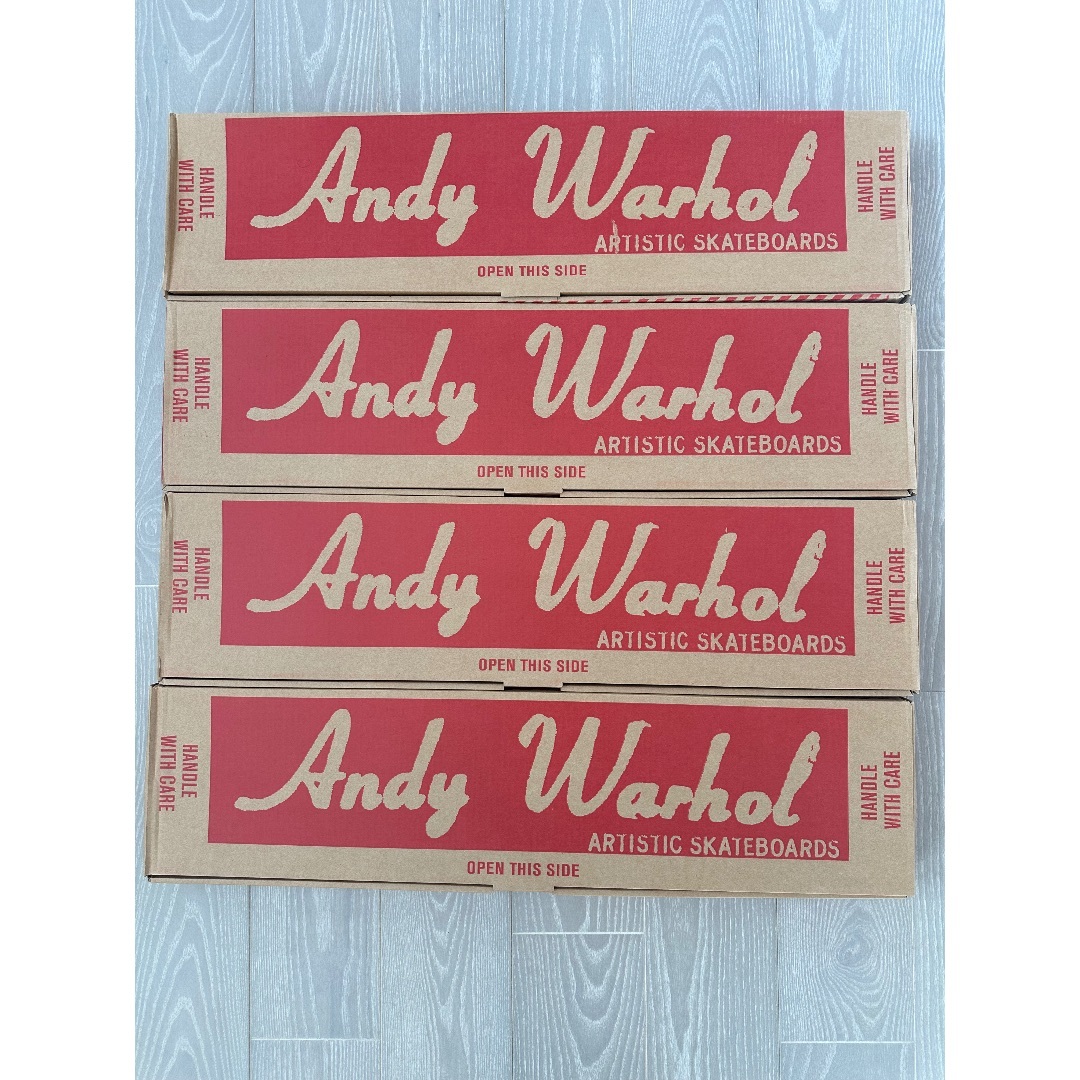 HANDLE
WITH CARE
Andy Warhol
ARTISTIC SKATEBOARDS
OPEN THIS SIDE
HANDLE
WITH CARE
HANDLE
WITH CARE
Andy Warhol
ARTISTIC SKATEBOARDS
OPEN THIS SIDE
HANDLE
WITH CARE
HANDLE
WITH CARE
Andy Warhol
ARTISTIC SKATEBOARDS
OPEN THIS SIDE
HANDLE
WITH CARE
HANDLE
WITH CARE
Andy Warhol
ARTISTIC SKATEBOARDS
OPEN THIS SIDE
HANDLE
WITH CARE